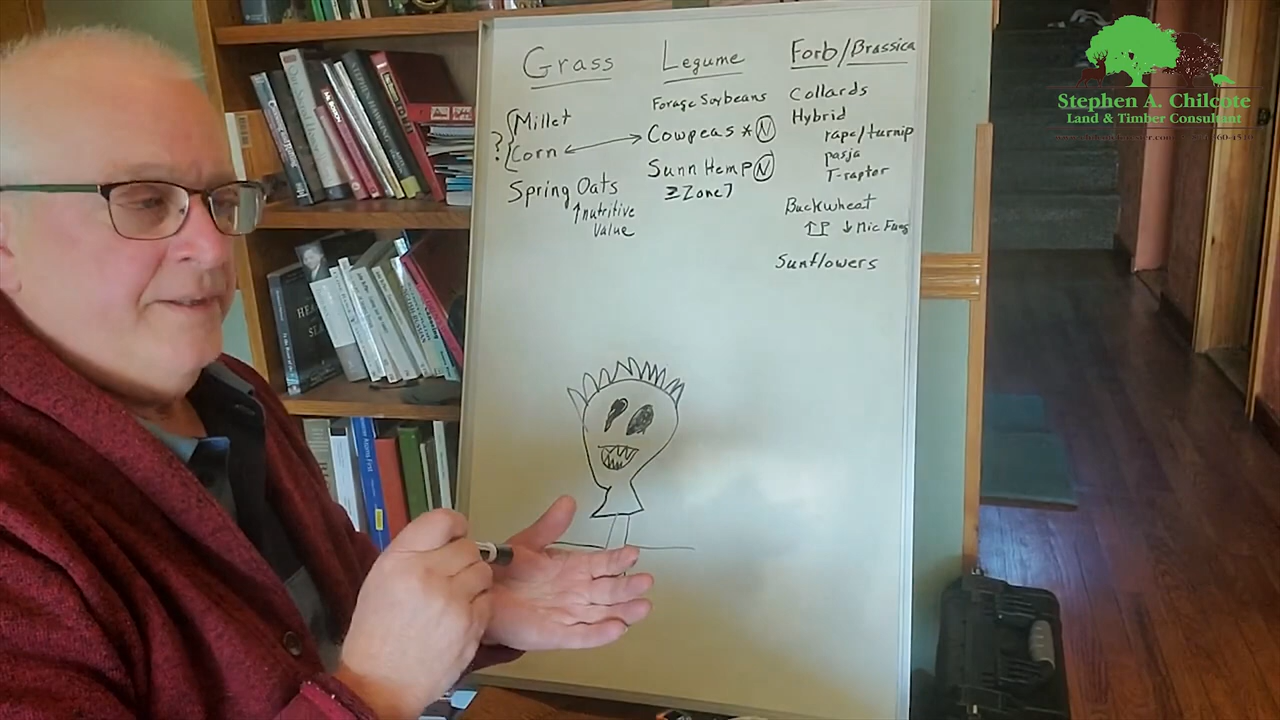 Grass
Millet
? Corn
Spring Oats
↑ nutritive
Value
Legume
Forage Soybeans
Cowpeas * N
Sunn Hemp N
≥ Zone 7
Forb/Brassica
Collards
Hybrid
rape/turnip
pasja
T-raptor
Buckwheat
↑P ↓ Mic Fung
Sunflowers
Stephen A. Chilcote
Land & Timber Consultant